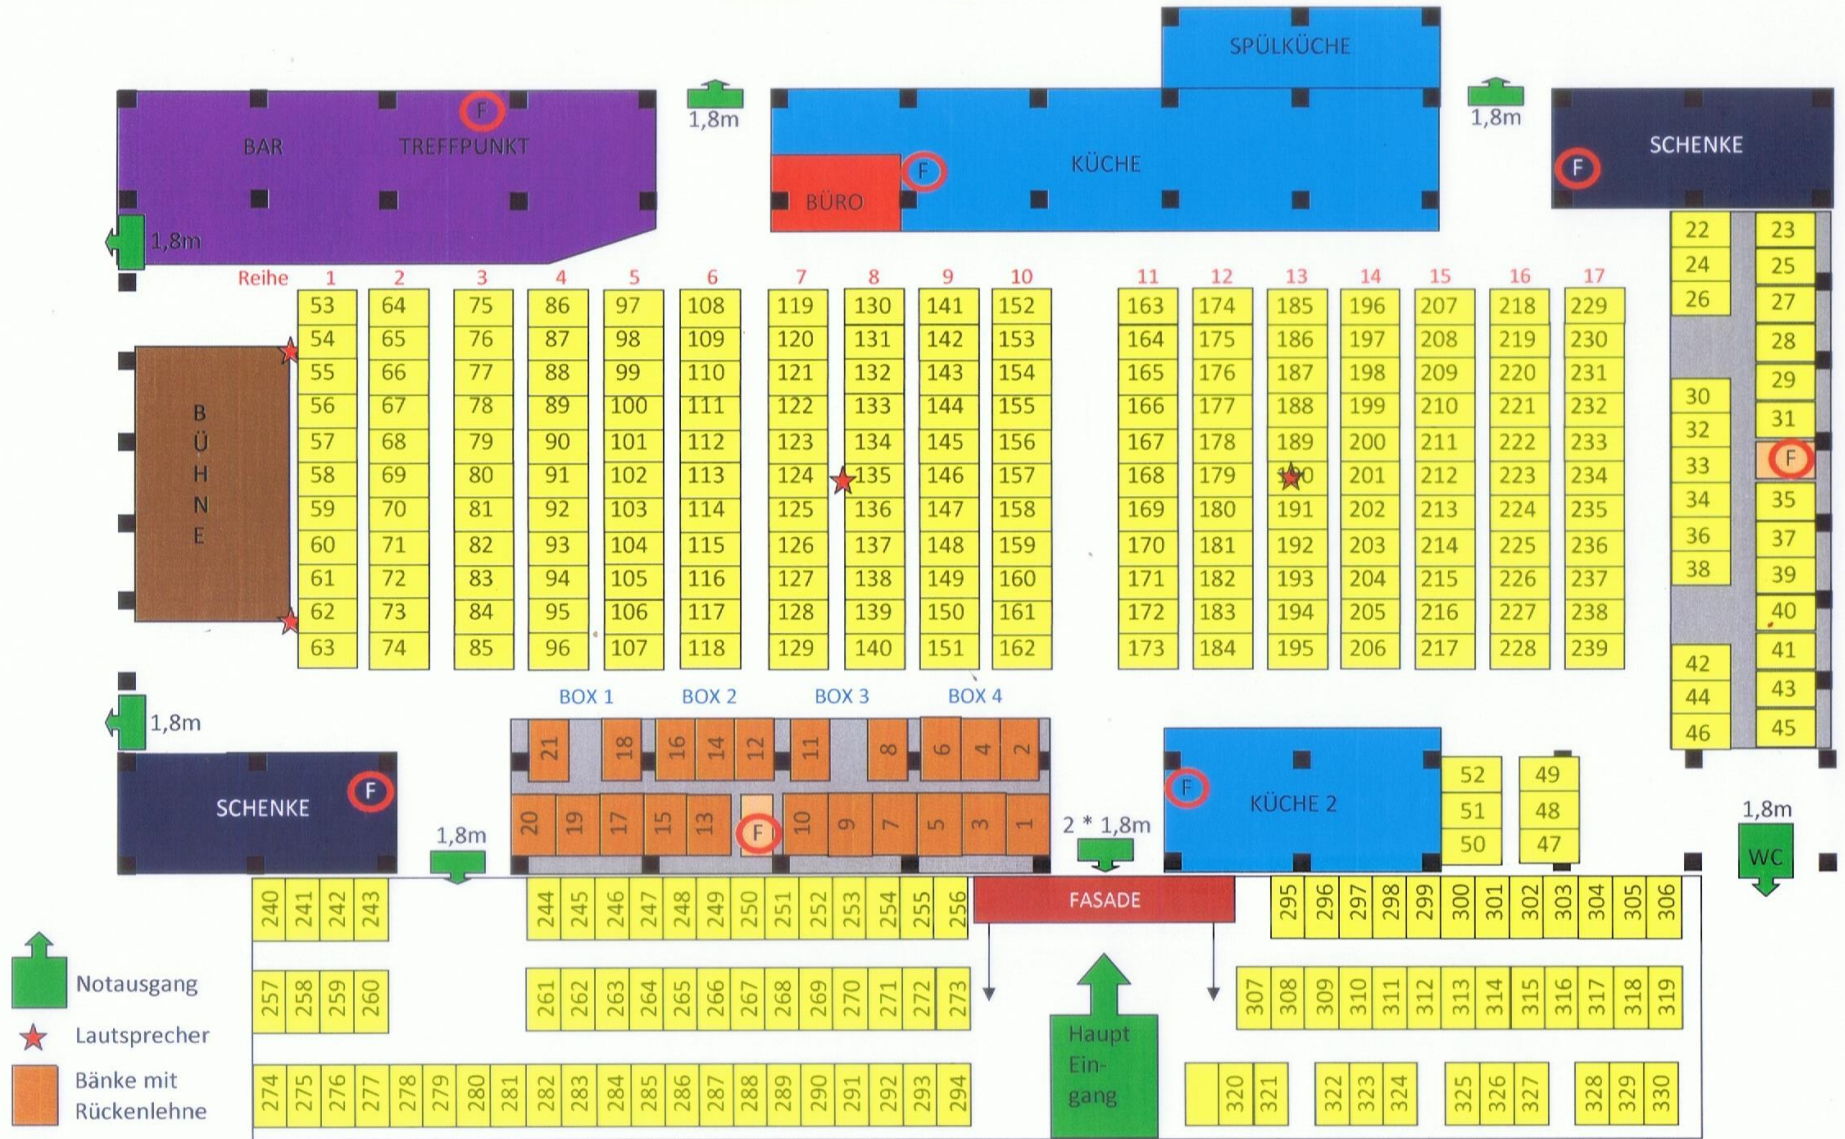 SPÜLKÜCHE
F
BAR TREFFPUNKT
1,8m
1,8m
KÜCHE
F
BÜRO
SCHENKE
F
1,8m
Reihe 1 2 3 4 5 6 7 8 9 10 11 12 13 14 15 16 17
53 64 75 86 97 108 119 130 141 152 163 174 185 196 207 218 229
54 65 76 87 98 109 120 131 142 153 164 175 186 197 208 219 230
55 66 77 88 99 110 121 132 143 154 165 176 187 198 209 220 231
56 67 78 89 100 111 122 133 144 155 166 177 188 199 210 221 232
57 68 79 90 101 112 123 134 145 156 167 178 189 200 211 222 233
58 69 80 91 102 113 124 135 146 157 168 179 190 201 212 223 234
59 70 81 92 103 114 125 136 147 158 169 180 191 202 213 224 235
60 71 82 93 104 115 126 137 148 159 170 181 192 203 214 225 236
61 72 83 94 105 116 127 138 149 160 171 182 193 204 215 226 237
62 73 84 95 106 117 128 139 150 161 172 183 194 205 216 227 238
63 74 85 96 107 118 129 140 151 162 173 184 195 206 217 228 239
B
Ü
H
N
E
22 23
24 25
26 27
28
29
30 31
32
33 F
34 35
36 37
38 39
40
42 41
44 43
46 45
BOX 1 BOX 2 BOX 3 BOX 4
21 18 16 14 12 11 8 6 4 2
20 19 17 15 13 F 10 9 7 5 3 1
1,8m
SCHENKE F
1,8m
2 * 1,8m
F
KÜCHE 2
52 49
51 48
50 47
1,8m
WC
240 241 242 243 244 245 246 247 248 249 250 251 252 253 254 255 256
FASADE
295 296 297 298 299 300 301 302 303 304 305 306
257 258 259 260 261 262 263 264 265 266 267 268 269 270 271 272 273
307 308 309 310 311 312 313 314 315 316 317 318 319
274 275 276 277 278 279 280 281 282 283 284 285 286 287 288 289 290 291 292 293 294
320 321 322 323 324 325 326 327 328 329 330
Haupt
Ein-
gang
Notausgang
Lautsprecher
Bänke mit
Rückenlehne